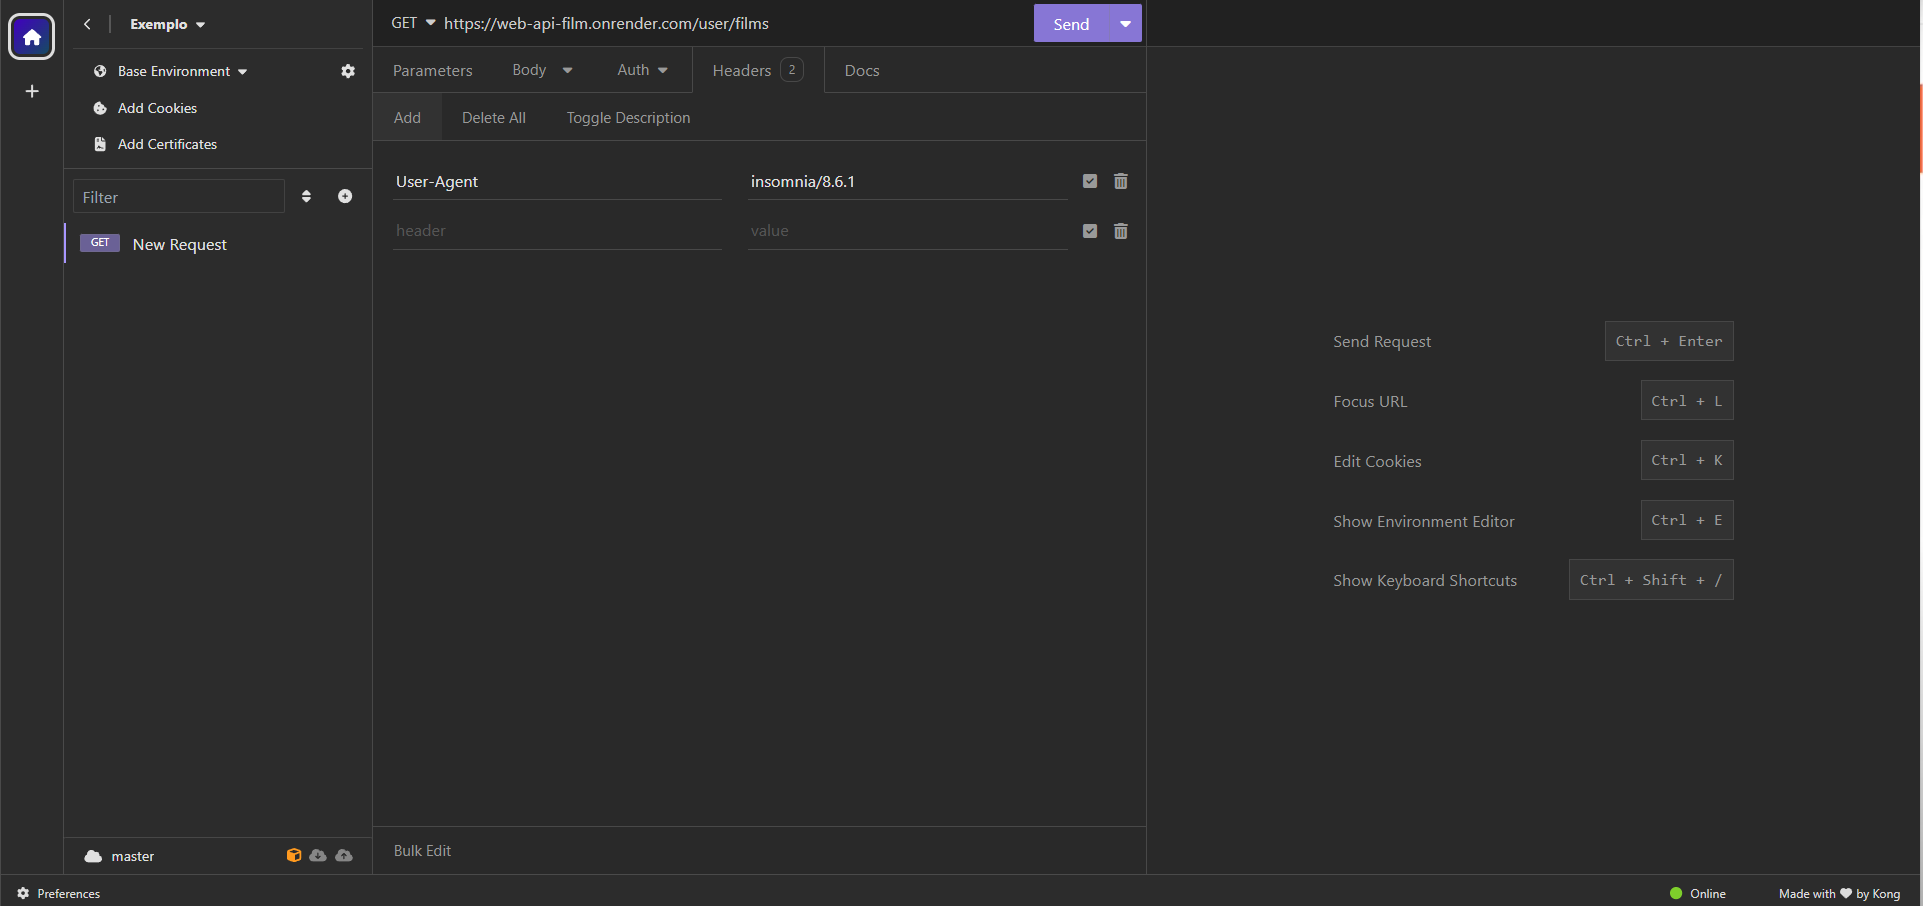 Exemplo
Base Environment
Add Cookies
Add Certificates
Filter
GET New Request
master
GET https://web-api-film.onrender.com/user/films Send
Parameters Body Auth Headers 2 Docs
Add Delete All Toggle Description
User-Agent insomnia/8.6.1
header value
Bulk Edit
Send Request Ctrl + Enter
Focus URL Ctrl + L
Edit Cookies Ctrl + K
Show Environment Editor Ctrl + E
Show Keyboard Shortcuts Ctrl + Shift + /
Preferences Online Made with ❤ by Kong